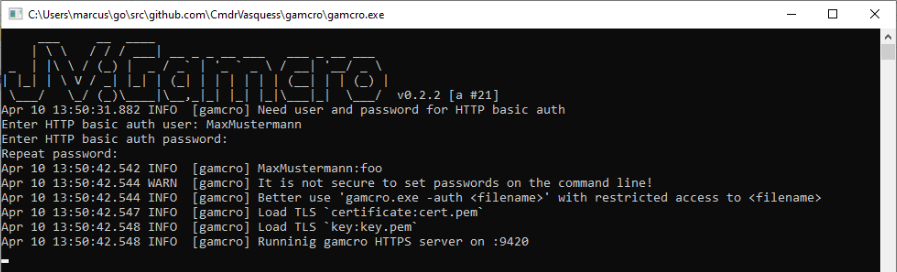 C:\Users\marcus\go\src\github.com\CmdrVasquess\gamcro\gamcro.exe
JV:Gamcro
v0.2.2 [a #21]
Apr 10 13:50:31.882 INFO  [gamcro] Need user and password for HTTP basic auth
Enter HTTP basic auth user: MaxMustermann
Enter HTTP basic auth password:
Repeat password:
Apr 10 13:50:42.542 INFO  [gamcro] MaxMustermann:foo
Apr 10 13:50:42.544 WARN  [gamcro] It is not secure to set passwords on the command line!
Apr 10 13:50:42.544 INFO  [gamcro] Better use 'gamcro.exe -auth <filename>' with restricted access to <filename>
Apr 10 13:50:42.547 INFO  [gamcro] Load TLS `certificate:cert.pem`
Apr 10 13:50:42.548 INFO  [gamcro] Load TLS `key:key.pem`
Apr 10 13:50:42.548 INFO  [gamcro] Runninig gamcro HTTPS server on :9420